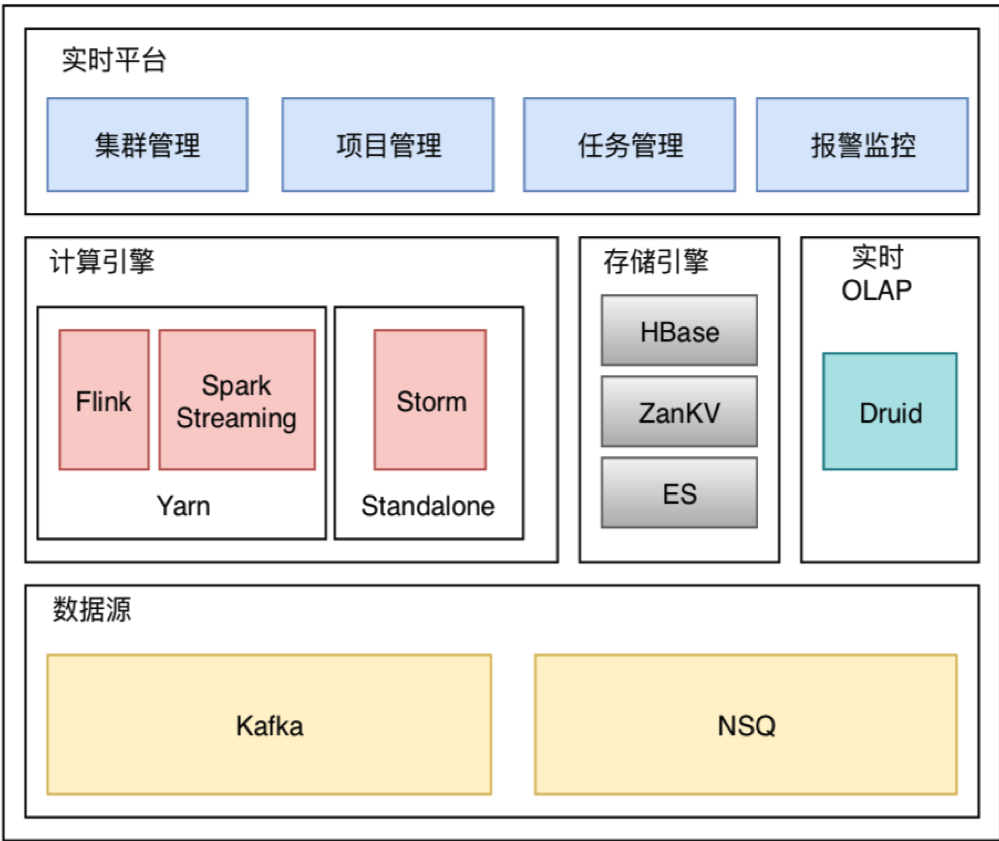 实时平台
集群管理
项目管理
任务管理
报警监控
计算引擎
Flink
Spark
Streaming
Yarn
Storm
Standalone
存储引擎
HBase
ZanKV
ES
实时
OLAP
Druid
数据源
Kafka
NSQ